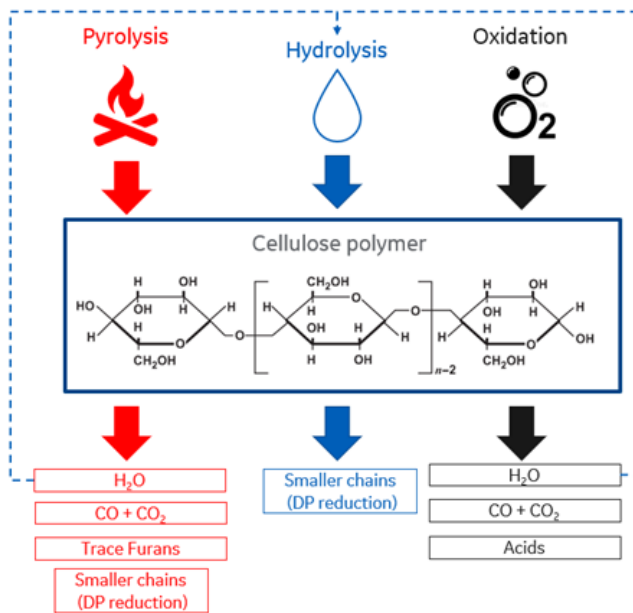 Pyrolysis
Hydrolysis
Oxidation
O2
Cellulose polymer
H OH
CH₂OH
H OH
HO
OH H
H
O
OH H
H
H
CH₂OH
O
H
O
H
OH
H
H
O
H
OH
n–2
H
OH H
H
CH₂OH
O
OH
H₂O
CO + CO₂
Trace Furans
Smaller chains
(DP reduction)
Smaller chains
(DP reduction)
H₂O
CO + CO₂
Acids